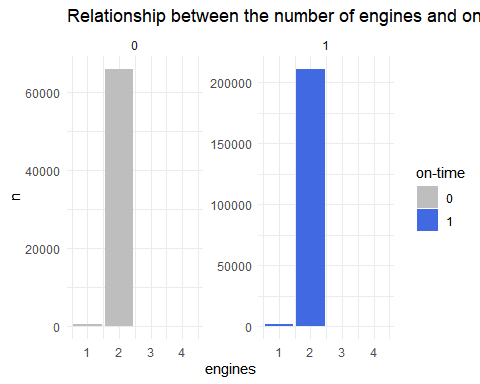 Relationship between the number of engines and on
0
1
60000
40000
20000
0
200000
150000
100000
50000
0
n
1 2 3 4
1 2 3 4
engines
on-time
0
1